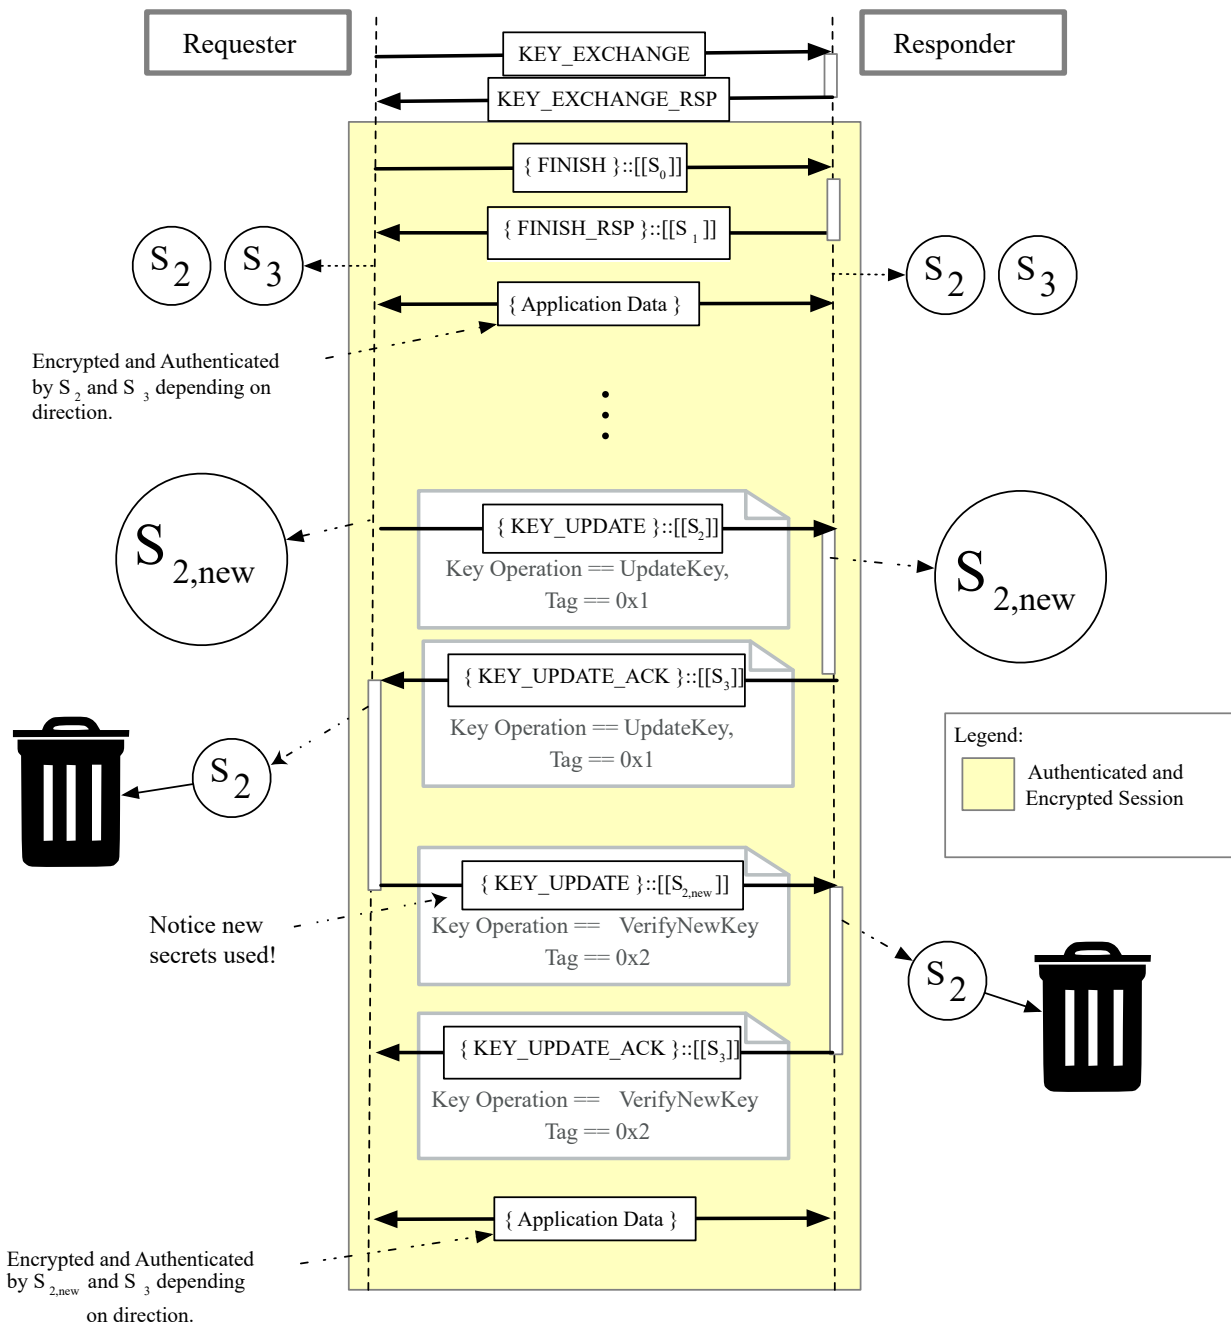 Requester
Responder
KEY_EXCHANGE
KEY_EXCHANGE_RSP
{ FINISH }::[[S0]]
{ FINISH_RSP }::[[S1]]
S2
S3
S2
S3
{ Application Data }
Encrypted and Authenticated
by S2 and S3 depending on
direction.
{ KEY_UPDATE }::[[S2]]
Key Operation == UpdateKey,
Tag == 0x1
S2,new
S2,new
{ KEY_UPDATE_ACK }::[[S3]]
Key Operation == UpdateKey,
Tag == 0x1
S2
Legend:
Authenticated and
Encrypted Session
{ KEY_UPDATE }::[[S2,new]]
Key Operation == VerifyNewKey
Tag == 0x2
Notice new
secrets used!
S2
{ KEY_UPDATE_ACK }::[[S3]]
Key Operation == VerifyNewKey
Tag == 0x2
{ Application Data }
Encrypted and Authenticated
by S2,new and S3 depending
on direction.